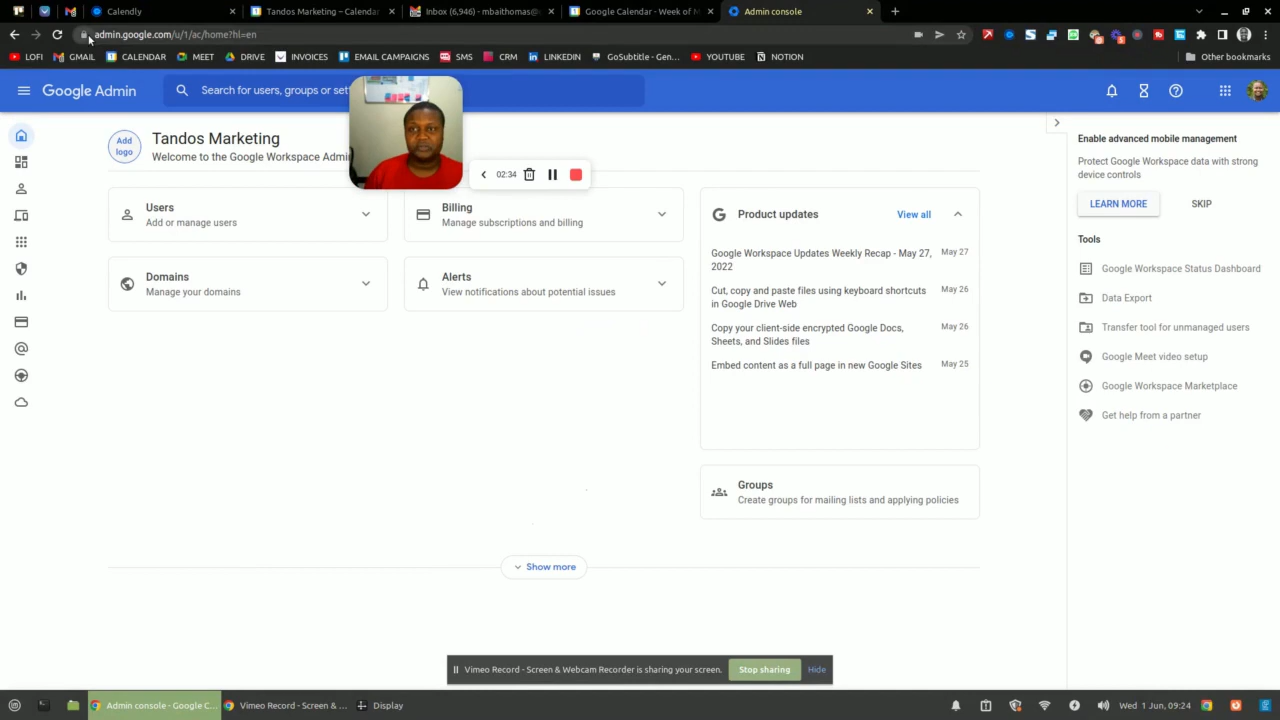 Calendly
Tandos Marketing – Calendar
Inbox (6,946) - mbaithomas@
Google Calendar - Week of M
Admin console
admin.google.com/u/1/ac/home?hl=en
LOFI
GMAIL
CALENDAR
MEET
DRIVE
INVOICES
EMAIL CAMPAIGNS
SMS
CRM
LINKEDIN
GoSubtitle - Gen...
YOUTUBE
NOTION
Other bookmarks
Google Admin
Search for users, groups or set
Add
logo
Tandos Marketing
Welcome to the Google Workspace Admi
02:34
Users
Add or manage users
Billing
Manage subscriptions and billing
Domains
Manage your domains
Alerts
View notifications about potential issues
Product updates
View all
Google Workspace Updates Weekly Recap - May 27,
2022
May 27
Cut, copy and paste files using keyboard shortcuts
in Google Drive Web
May 26
Copy your client-side encrypted Google Docs,
Sheets, and Slides files
May 26
Embed content as a full page in new Google Sites
May 25
Groups
Create groups for mailing lists and applying policies
Show more
Enable advanced mobile management
Protect Google Workspace data with strong
device controls
LEARN MORE
SKIP
Tools
Google Workspace Status Dashboard
Data Export
Transfer tool for unmanaged users
Google Meet video setup
Google Workspace Marketplace
Get help from a partner
Vimeo Record - Screen & Webcam Recorder is sharing your screen.
Stop sharing
Hide
Admin console - Google C...
Vimeo Record - Screen & ...
Display
Wed 1 Jun, 09:24